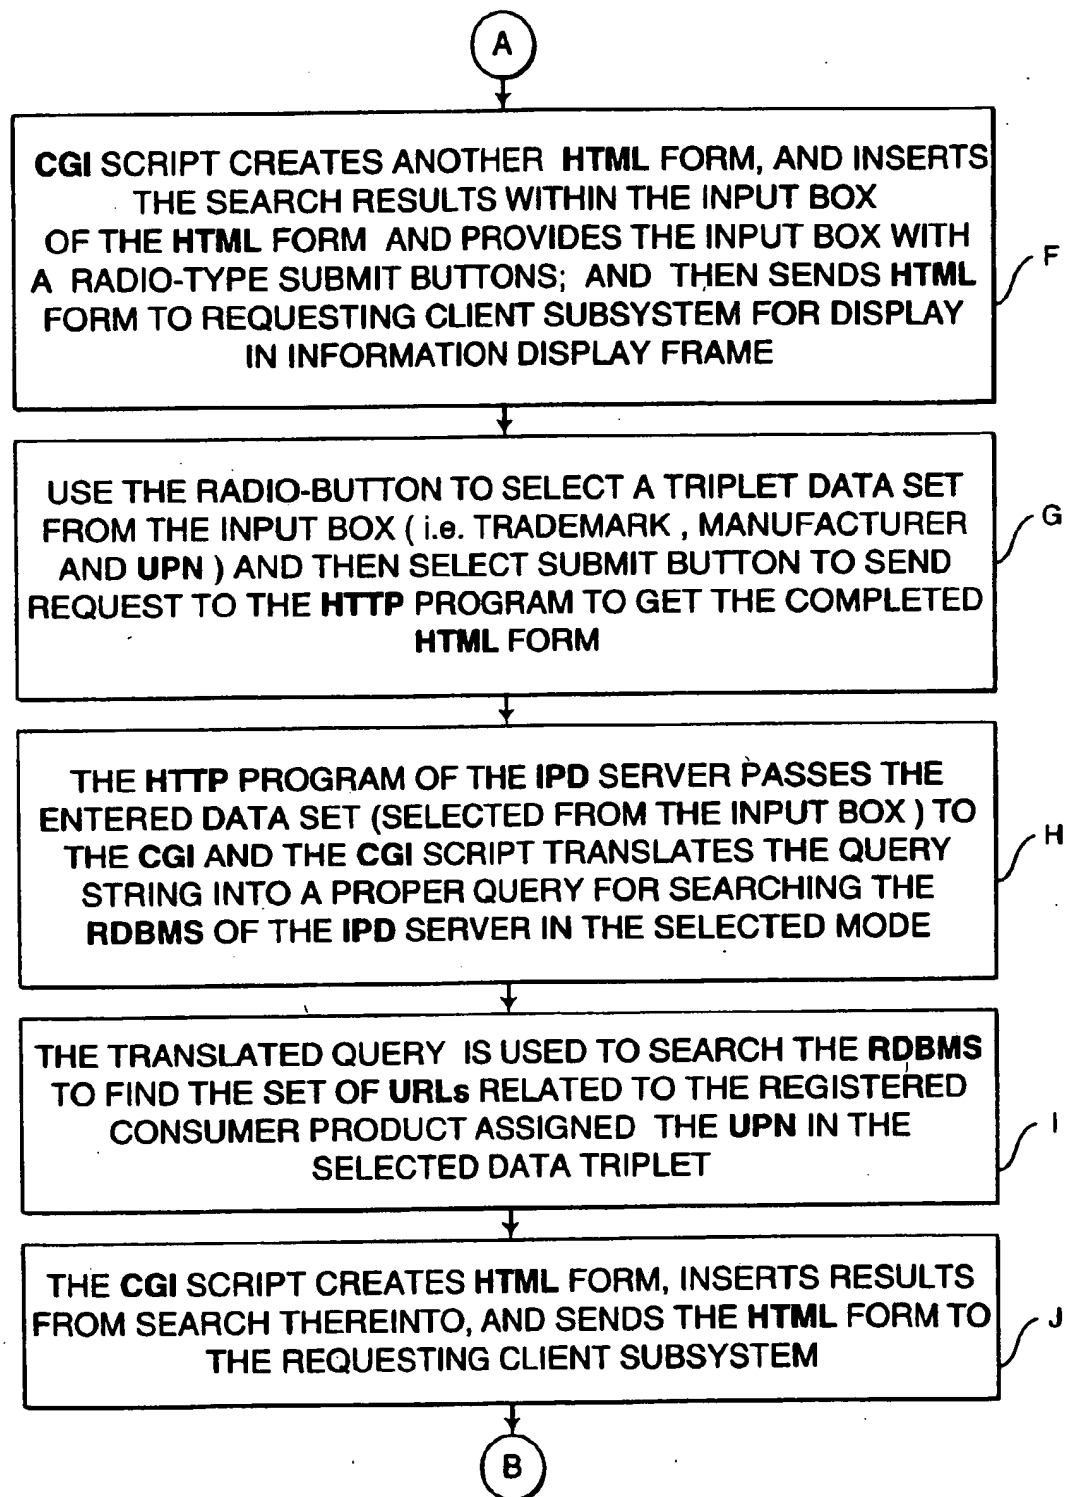 A
CGI SCRIPT CREATES ANOTHER HTML FORM, AND INSERTS
THE SEARCH RESULTS WITHIN THE INPUT BOX
OF THE HTML FORM AND PROVIDES THE INPUT BOX WITH
A RADIO-TYPE SUBMIT BUTTONS; AND THEN SENDS HTML
FORM TO REQUESTING CLIENT SUBSYSTEM FOR DISPLAY
IN INFORMATION DISPLAY FRAME
F
USE THE RADIO-BUTTON TO SELECT A TRIPLET DATA SET
FROM THE INPUT BOX ( i.e. TRADEMARK , MANUFACTURER
AND UPN ) AND THEN SELECT SUBMIT BUTTON TO SEND
REQUEST TO THE HTTP PROGRAM TO GET THE COMPLETED
HTML FORM
G
THE HTTP PROGRAM OF THE IPD SERVER PASSES THE
ENTERED DATA SET (SELECTED FROM THE INPUT BOX ) TO
THE CGI AND THE CGI SCRIPT TRANSLATES THE QUERY
STRING INTO A PROPER QUERY FOR SEARCHING THE
RDBMS OF THE IPD SERVER IN THE SELECTED MODE
H
THE TRANSLATED QUERY IS USED TO SEARCH THE RDBMS
TO FIND THE SET OF URLs RELATED TO THE REGISTERED
CONSUMER PRODUCT ASSIGNED THE UPN IN THE
SELECTED DATA TRIPLET
I
THE CGI SCRIPT CREATES HTML FORM, INSERTS RESULTS
FROM SEARCH THEREINTO, AND SENDS THE HTML FORM TO
THE REQUESTING CLIENT SUBSYSTEM
J
B